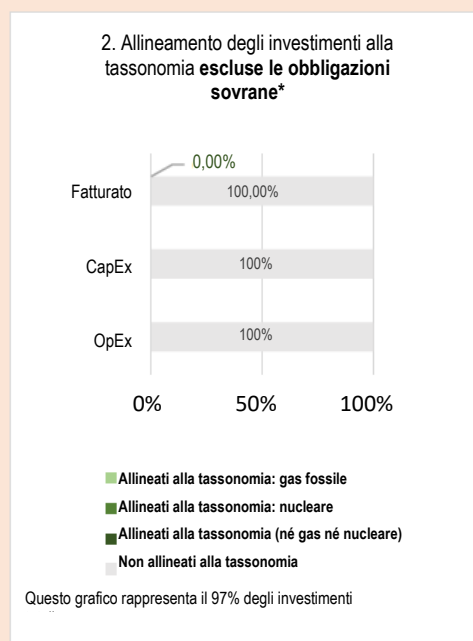 2. Allineamento degli investimenti alla
tassonomia escluse le obbligazioni
sovrane*
0,00%
Fatturato 100,00%
CapEx 100%
OpEx 100%
0% 50% 100%
Allineati alla tassonomia: gas fossile
Allineati alla tassonomia: nucleare
Allineati alla tassonomia (né gas né nucleare)
Non allineati alla tassonomia
Questo grafico rappresenta il 97% degli investimenti